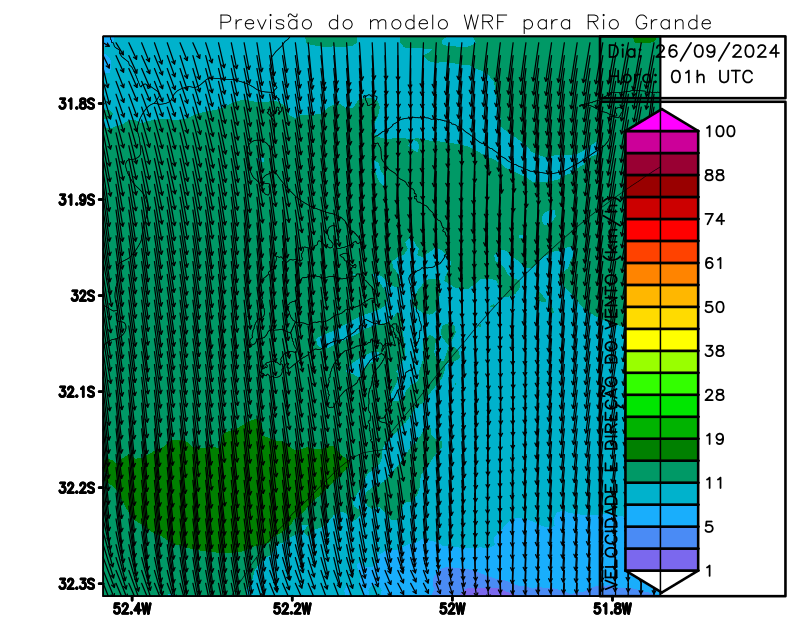 Previsão do modelo WRF para Rio Grande
Dia: 26/09/2024
Hora: 01h UTC
31.8S
31.9S
32S
32.1S
32.2S
32.3S
52.4W
52.2W
52W
51.8W
VELOCIDADE E DIREÇÃO DO VENTO (km/h)
100
88
74
61
50
38
28
19
11
5
1